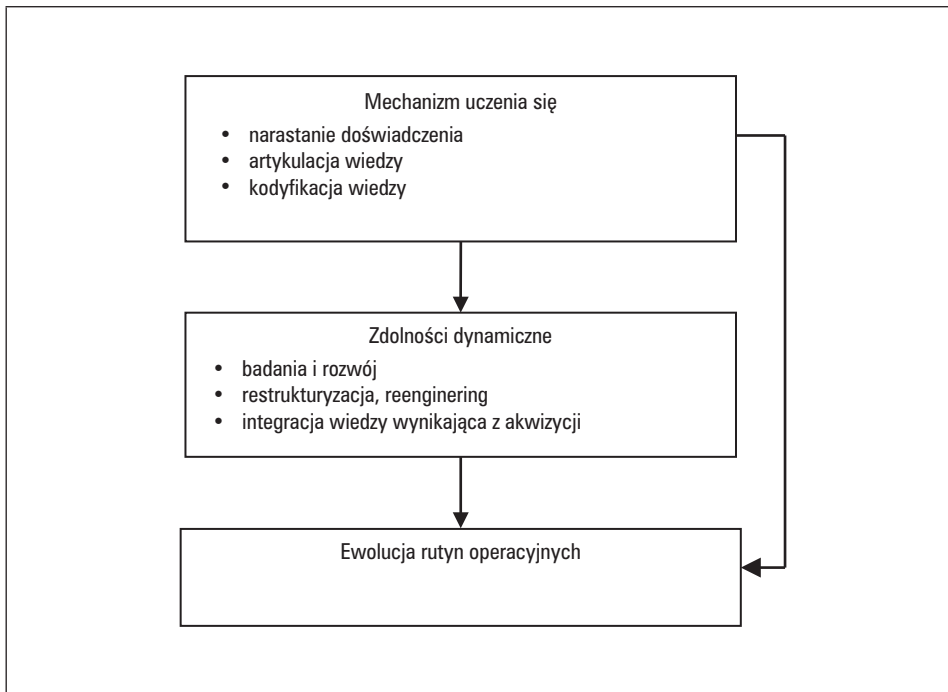 Mechanizm uczenia się
• narastanie doświadczenia
• artykulacja wiedzy
• kodyfikacja wiedzy
Zdolności dynamiczne
• badania i rozwój
• restrukturyzacja, reenginering
• integracja wiedzy wynikająca z akwizycji
Ewolucja rutyn operacyjnych